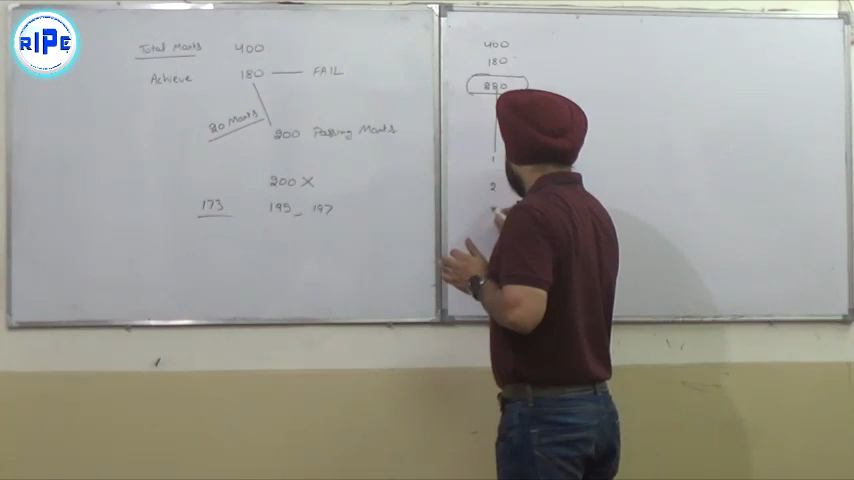 RIPE
Total Marks 400
Achieve 180 — FAIL
20 Marks
200 Passing Marks
200 X
173 195 _ 197
400
180
220
1
2